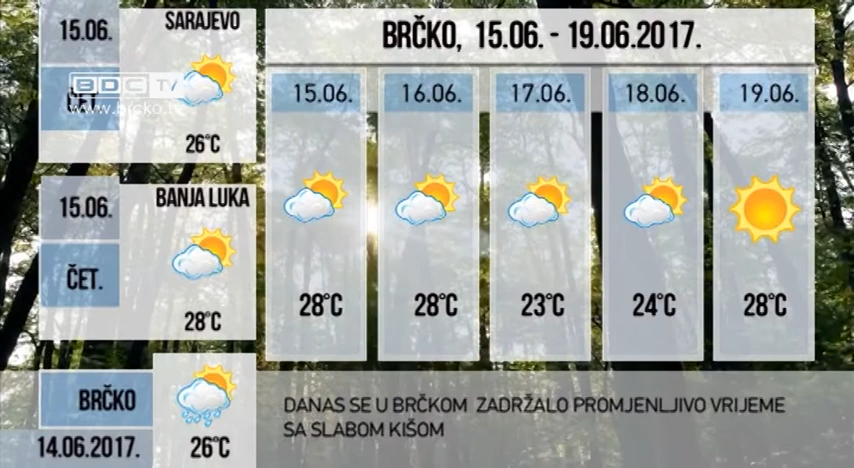 15.06.
SARAJEVO
BDC TV
ČET.
www.brcko.tv
26°C
15.06.
BANJA LUKA
ČET.
28°C
BRČKO
14.06.2017.
26°C
BRČKO, 15.06. - 19.06.2017.
15.06. 16.06. 17.06. 18.06. 19.06.
28°C 28°C 23°C 24°C 28°C
DANAS SE U BRČKOM ZADRŽALO PROMJENLJIVO VRIJEME
SA SLABOM KIŠOM